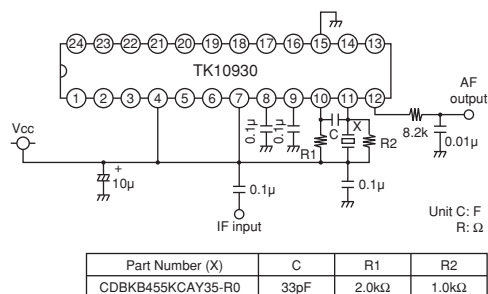 24 23 22 21 20 19 18 17 16 15 14 13
TK10930
1 2 3 4 5 6 7 8 9 10 11 12
AF
output
Vcc
0.1µ
0.1µ
C
X
R1
R2
8.2k
0.01µ
+
10µ
0.1µ
0.1µ
IF input
Unit C: F
R: Ω
Part Number (X) C R1 R2
CDBKB455KCAY35-R0 33pF 2.0kΩ 1.0kΩ